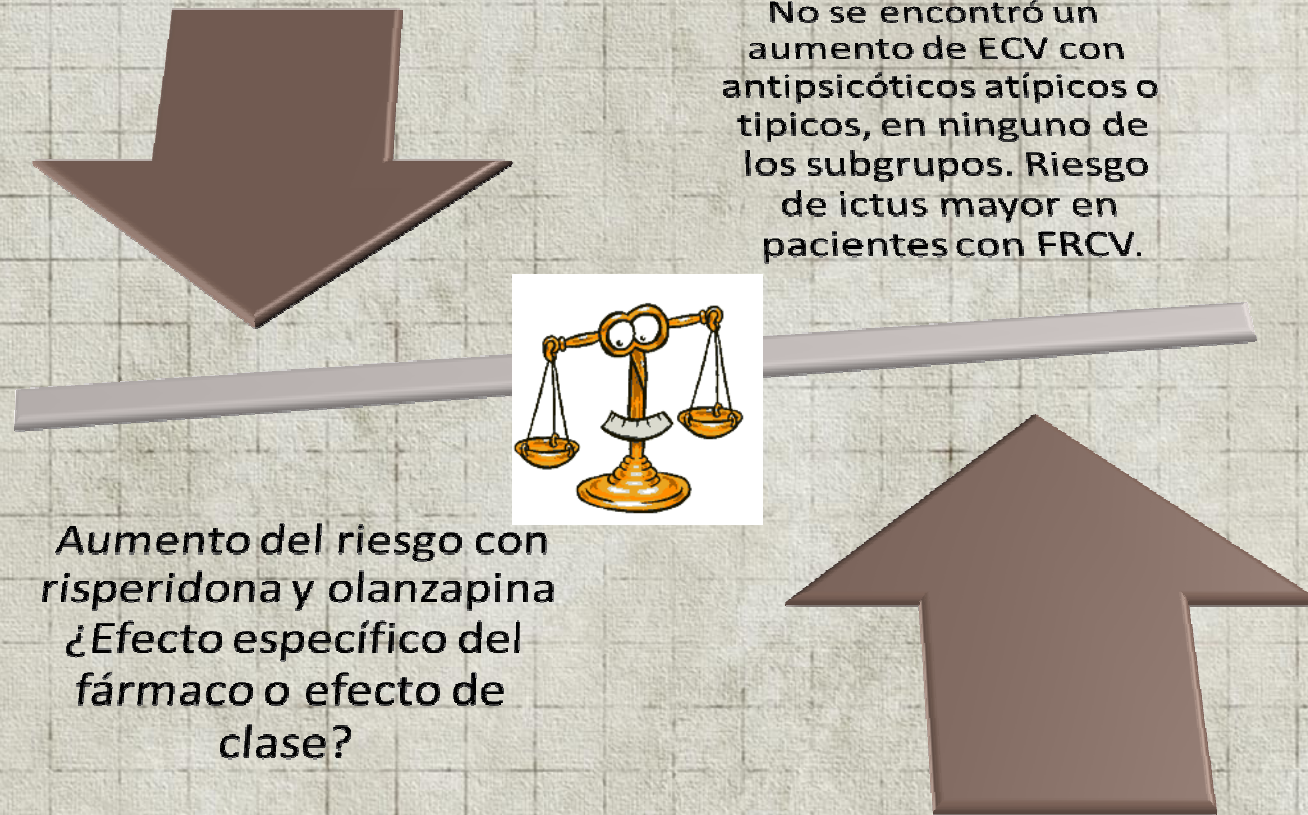 No se encontró un
aumento de ECV con
antipsicóticos atípicos o
tipicos, en ninguno de
los subgrupos. Riesgo
de ictus mayor en
pacientes con FRCV.
Aumento del riesgo con
risperidona y olanzapina
¿Efecto específico del
fármaco o efecto de
clase?